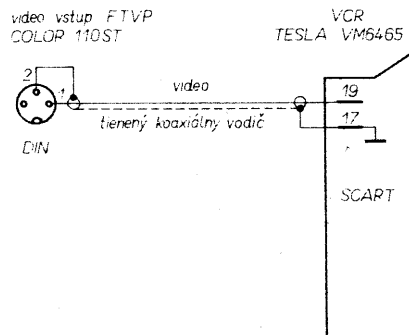 video vstup FTVP
COLOR 110ST
VCR
TESLA VM6465
2
1
video
19
tienený koaxiálny vodič
17
DIN
SCART